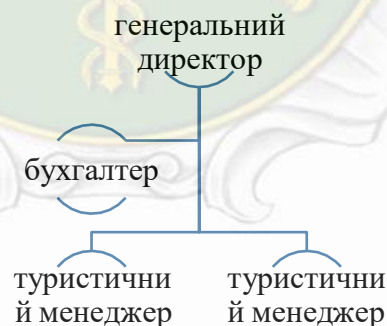 генеральний
директор
бухгалтер
туристични
й менеджер
туристични
й менеджер